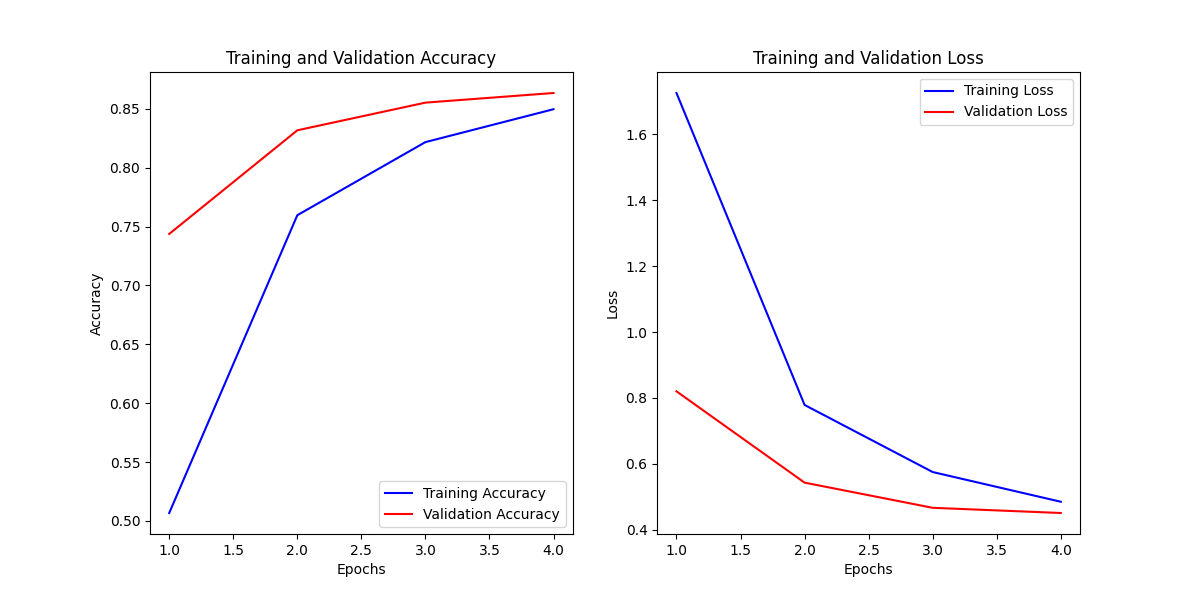 Training and Validation Accuracy
Accuracy
0.85
0.80
0.75
0.70
0.65
0.60
0.55
0.50
Training Accuracy
Validation Accuracy
1.0 1.5 2.0 2.5 3.0 3.5 4.0
Epochs
Training and Validation Loss
Loss
1.6
1.4
1.2
1.0
0.8
0.6
0.4
Training Loss
Validation Loss
1.0 1.5 2.0 2.5 3.0 3.5 4.0
Epochs